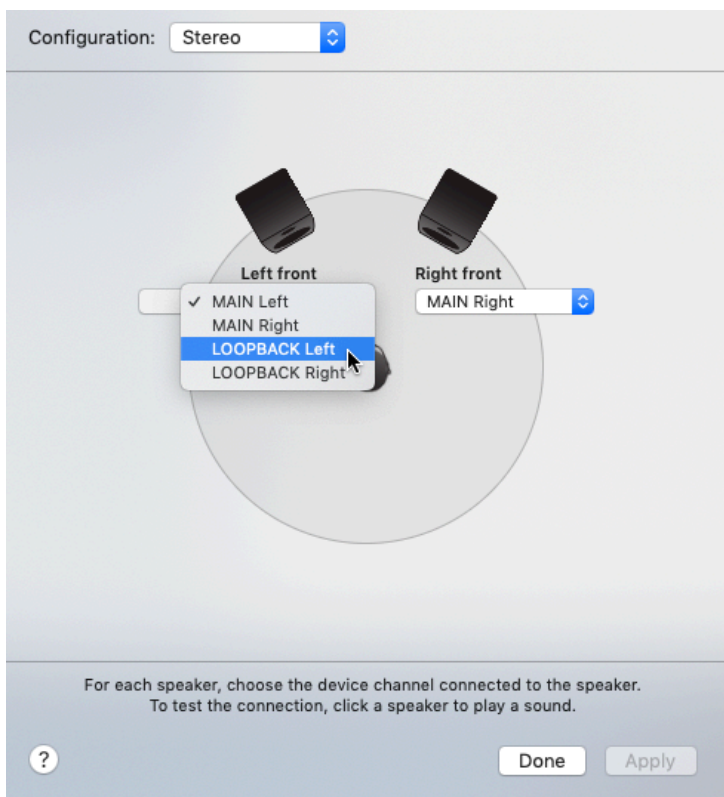 Configuration: Stereo
Left front
Right front
✓ MAIN Left
MAIN Right
LOOPBACK Left
LOOPBACK Right
MAIN Right
For each speaker, choose the device channel connected to the speaker.
To test the connection, click a speaker to play a sound.
? Done Apply